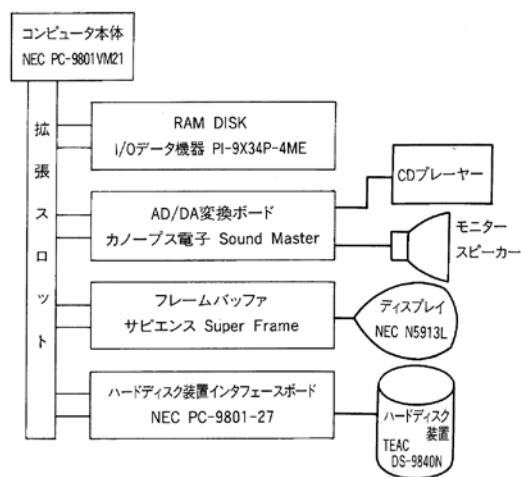 コンピュータ本体
NEC PC-9801VM21
拡張スロット
RAM DISK
I/Oデータ機器 PI-9X34P-4ME
AD/DA変換ボード
カノープス電子 Sound Master
CDプレーヤー
モニター
スピーカー
フレームバッファ
サピエンス Super Frame
ディスプレイ
NEC N5913L
ハードディスク装置インタフェースボード
NEC PC-9801-27
ハードディスク
装置
TEAC
DS-9840N